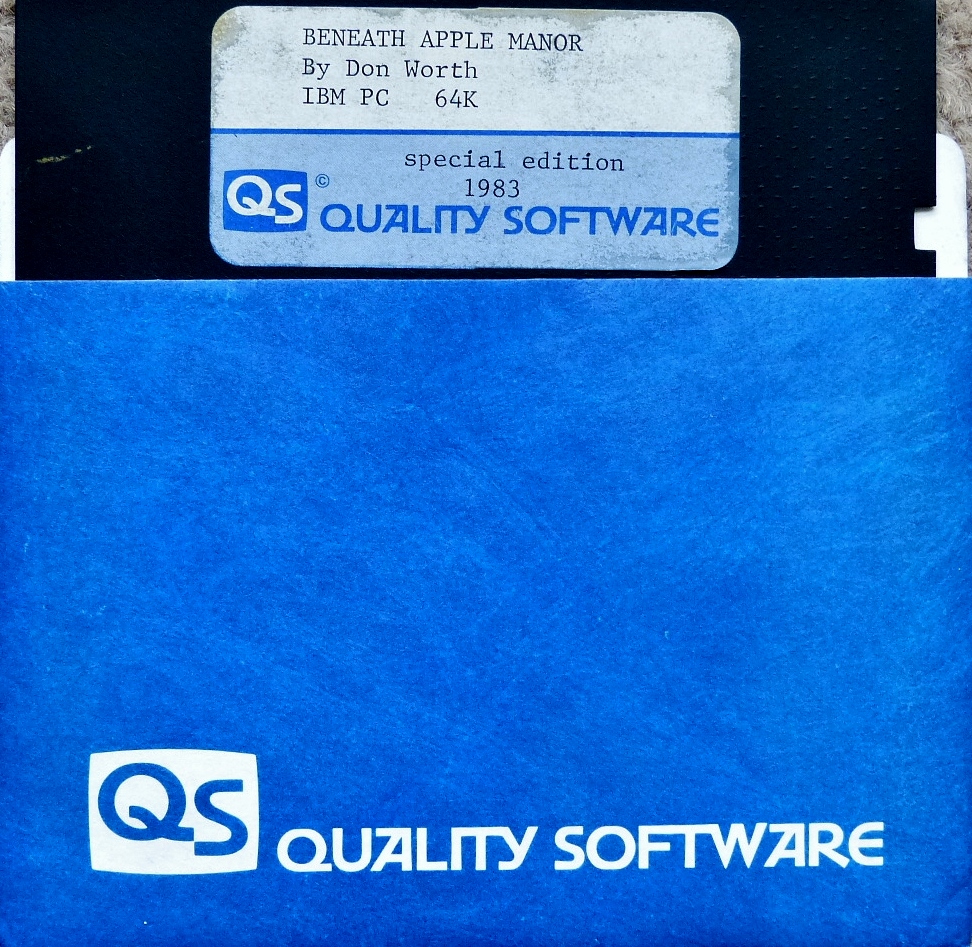 BENEATH APPLE MANOR
By Don Worth
IBM PC 64K
special edition
1983
QS ©
QUALITY SOFTWARE
QS
QUALITY SOFTWARE